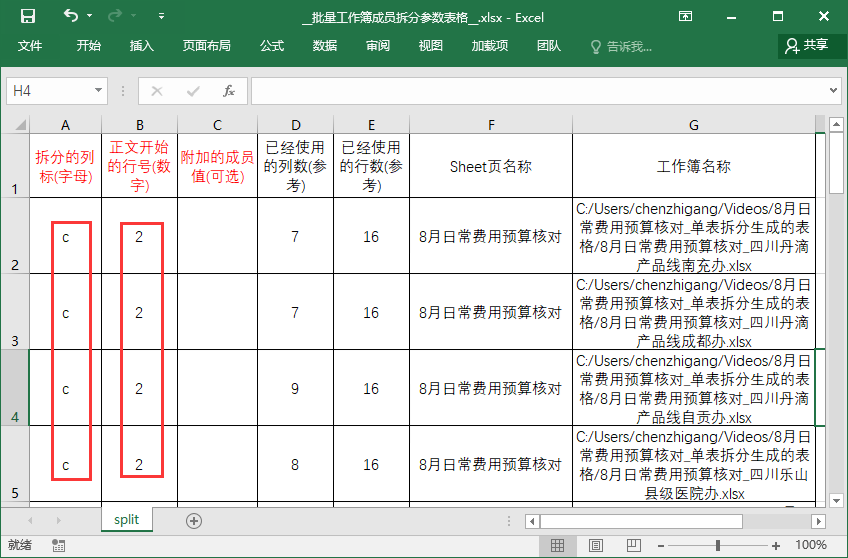 __批量工作簿成员拆分参数表格__.xlsx - Excel
文件 开始 插入 页面布局 公式 数据 审阅 视图 加载项 团队 告诉我... 共享
H4 fx
A B C D E F G
1 拆分的列标(字母) 正文开始的行号(数字) 附加的成员值(可选) 已经使用的列数(参考) 已经使用的行数(参考) Sheet页名称 工作簿名称
2 c 2 7 16 8月日常费用预算核对 C:/Users/chenzhigang/Videos/8月日常费用预算核对_单表拆分生成的表格/8月日常费用预算核对_四川丹滴产品线南充办.xlsx
3 c 2 7 16 8月日常费用预算核对 C:/Users/chenzhigang/Videos/8月日常费用预算核对_单表拆分生成的表格/8月日常费用预算核对_四川丹滴产品线成都办.xlsx
4 c 2 9 16 8月日常费用预算核对 C:/Users/chenzhigang/Videos/8月日常费用预算核对_单表拆分生成的表格/8月日常费用预算核对_四川丹滴产品线自贡办.xlsx
5 c 2 8 16 8月日常费用预算核对 C:/Users/chenzhigang/Videos/8月日常费用预算核对_单表拆分生成的表格/8月日常费用预算核对_四川乐山县级医院办.xlsx
split
就绪 100%